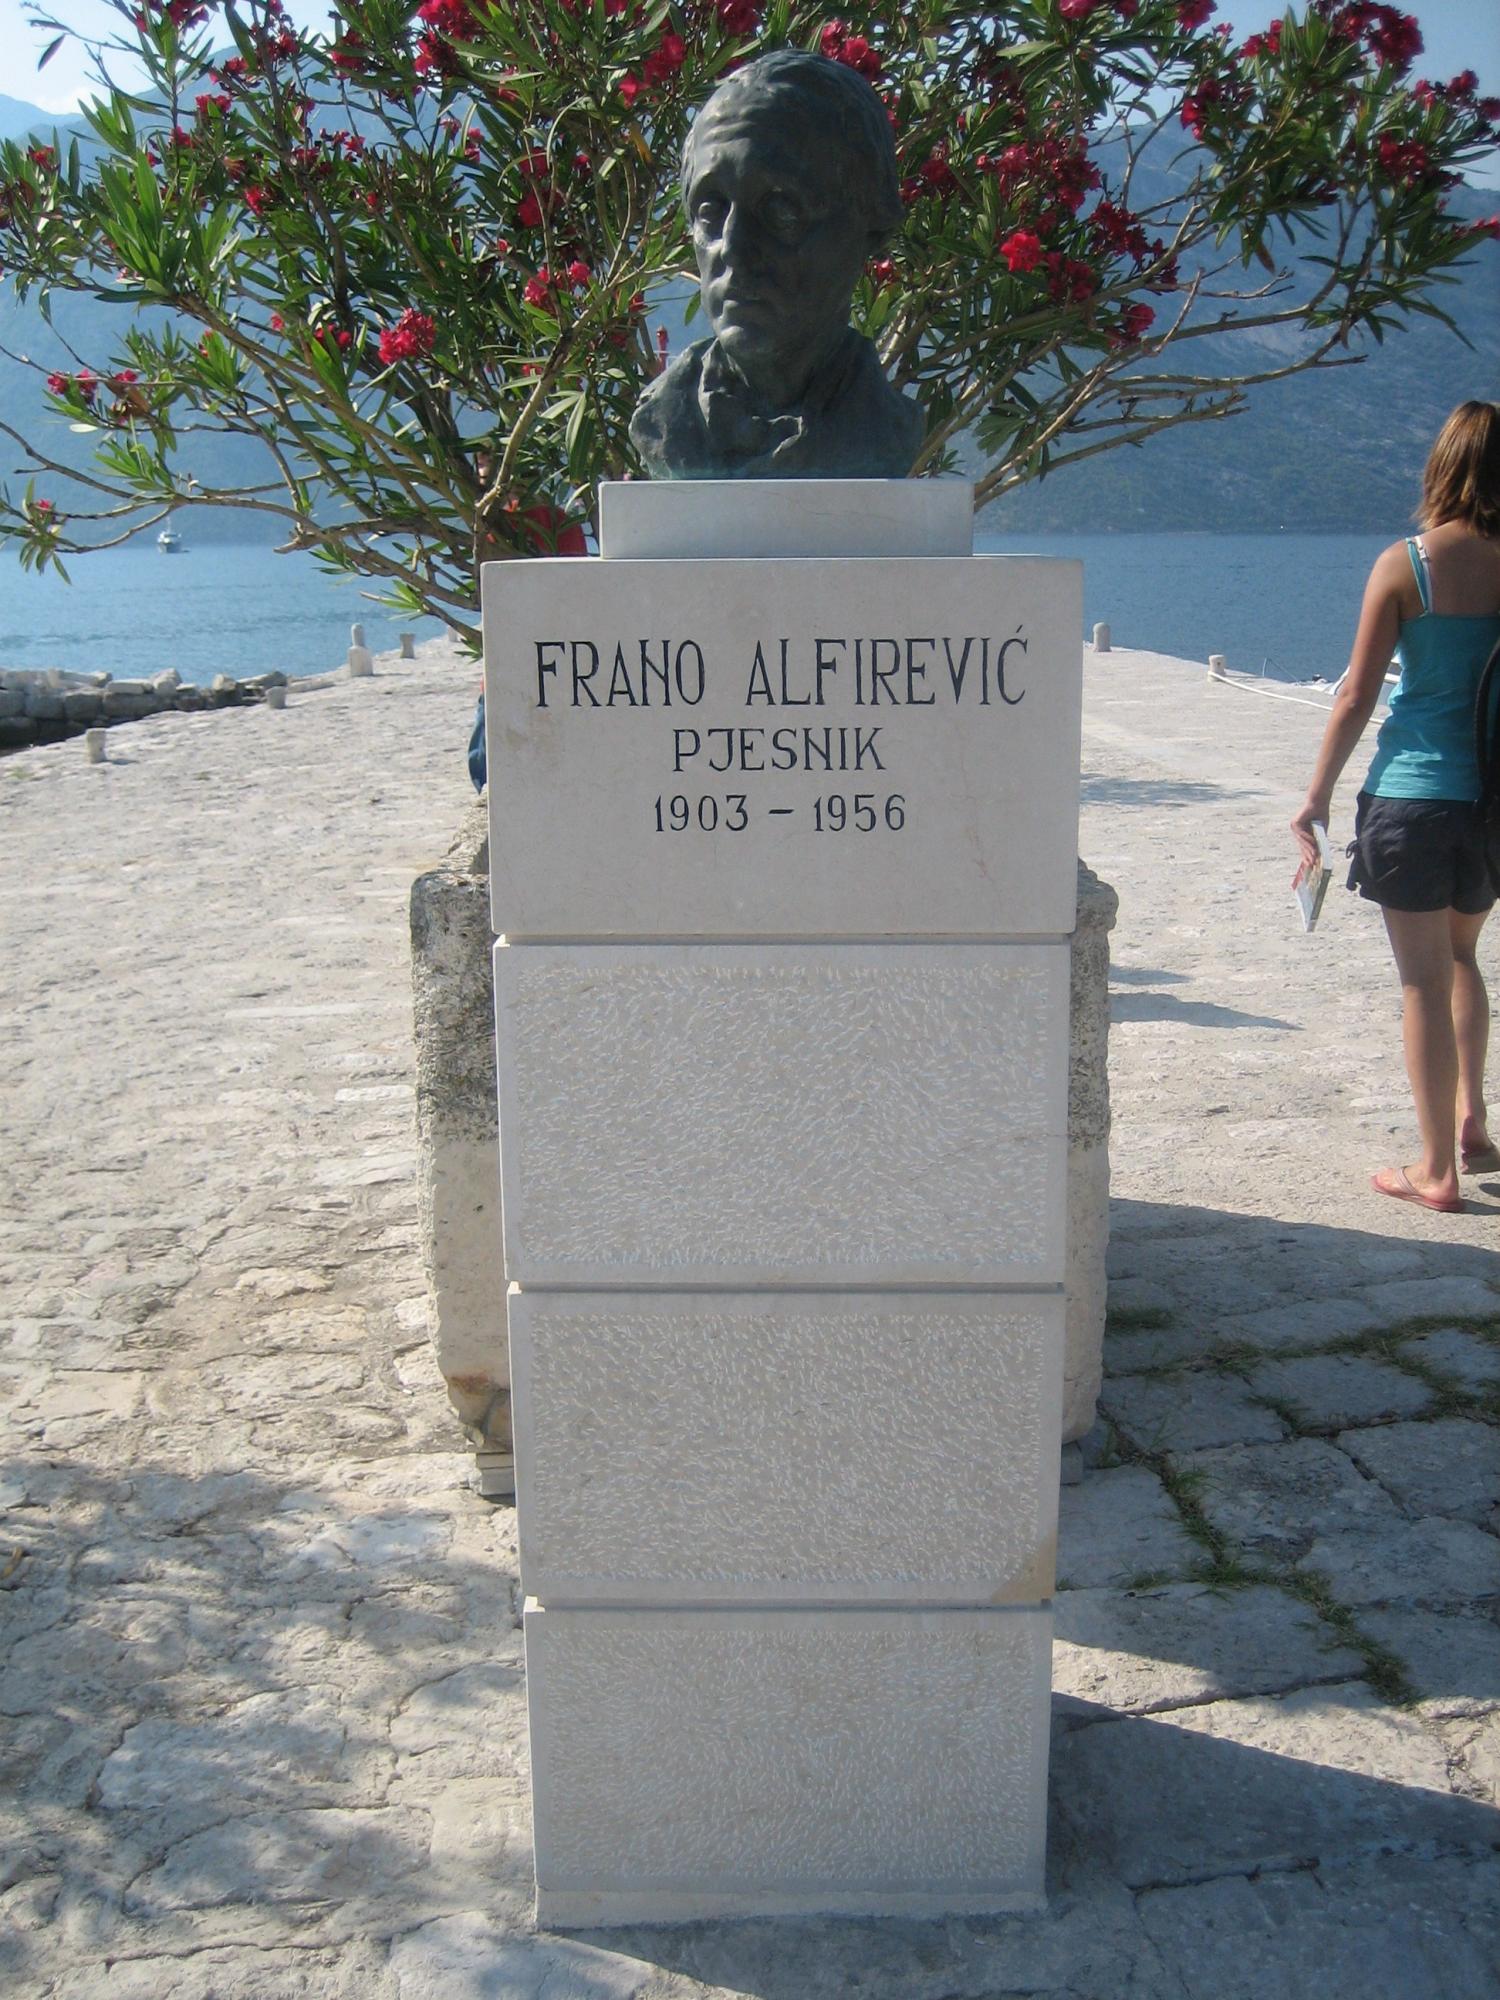 FRANO ALFIREVIĆ
PJESNIK
1903 – 1956